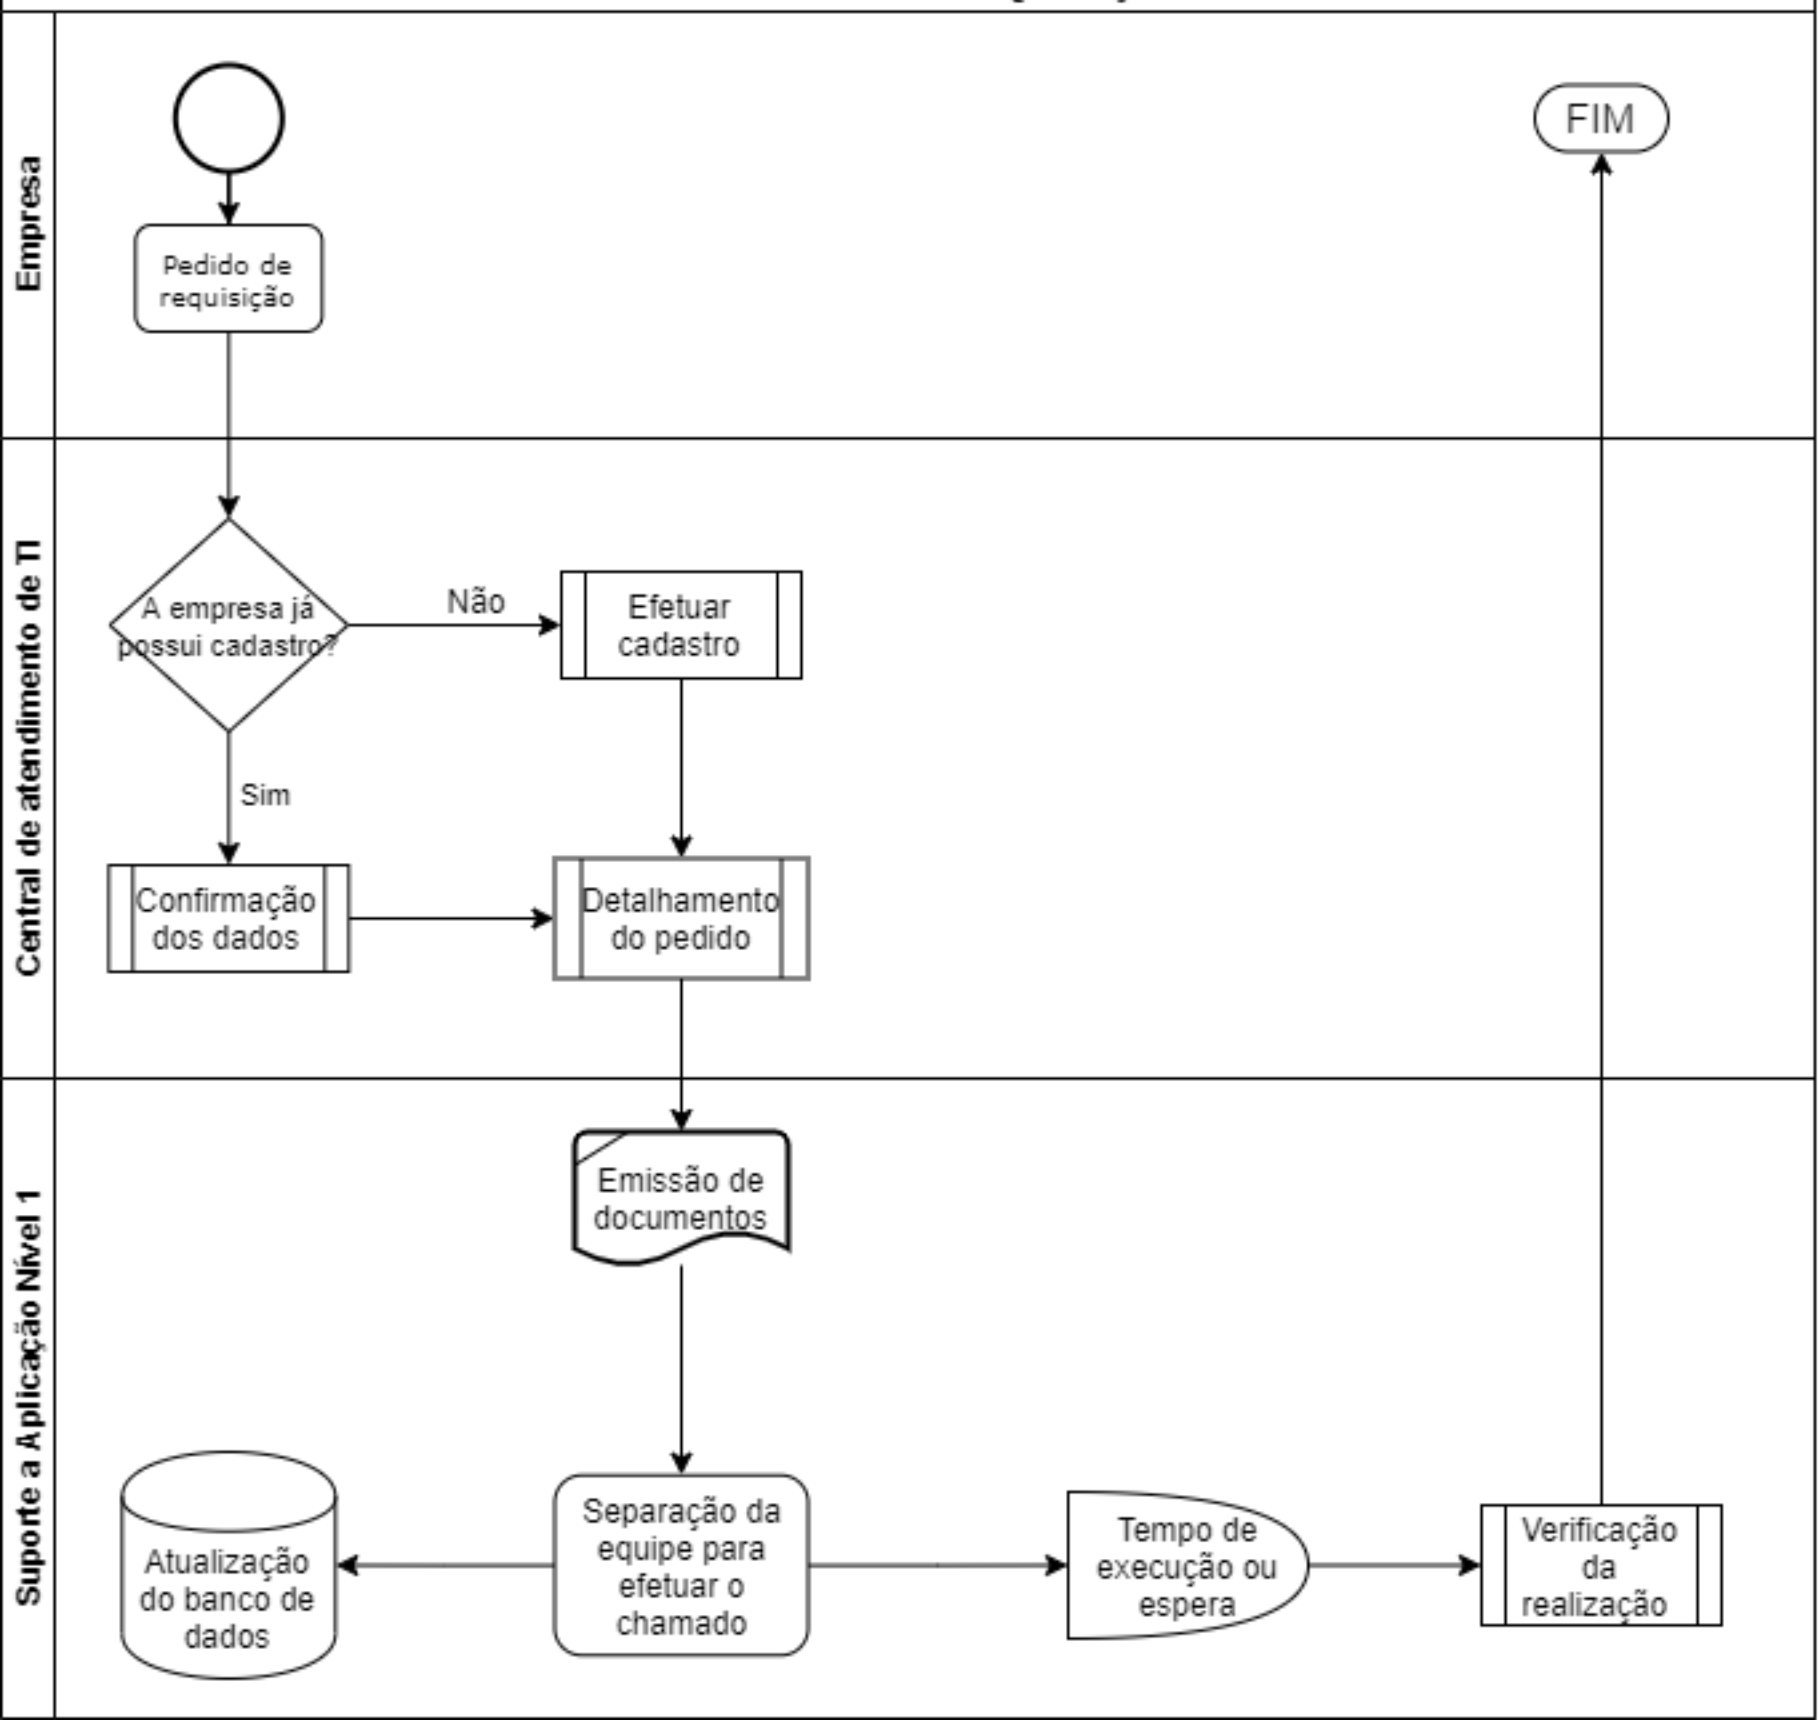 Empresa
FIM
Pedido de
requisição
Central de atendimento de TI
A empresa já
possui cadastro?
Não
Efetuar
cadastro
Sim
Confirmação
dos dados
Detalhamento
do pedido
Suporte a Aplicação Nível 1
Emissão de
documentos
Atualização
do banco de
dados
Separação da
equipe para
efetuar o
chamado
Tempo de
execução ou
espera
Verificação
da
realização